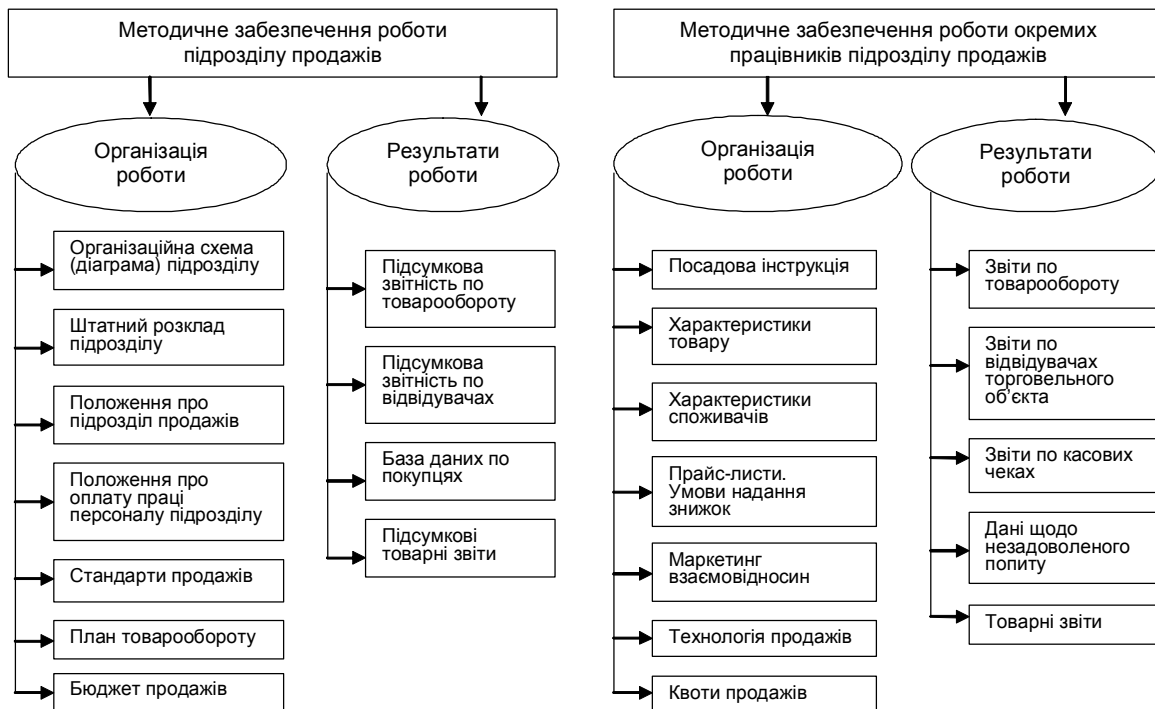 Методичне забезпечення роботи
підрозділу продажів
Організація
роботи
Організаційна схема
(діаграма) підрозділу
Штатний розклад
підрозділу
Положення про
підрозділ продажів
Положення про
оплату праці
персоналу підрозділу
Стандарти продажів
План товарообороту
Бюджет продажів
Результати
роботи
Підсумкова
звітність по
товарообороту
Підсумкова
звітність по
відвідувачах
База даних по
покупцях
Підсумкові
товарні звіти
Методичне забезпечення роботи окремих
працівників підрозділу продажів
Організація
роботи
Посадова інструкція
Характеристики
товару
Характеристики
споживачів
Прайс-листи.
Умови надання
знижок
Маркетинг
взаємовідносин
Технологія продажів
Квоти продажів
Результати
роботи
Звіти по
товарообороту
Звіти по
відвідувачах
торговельного
об’єкта
Звіти по касових
чеках
Дані щодо
незадоволеного
попиту
Товарні звіти